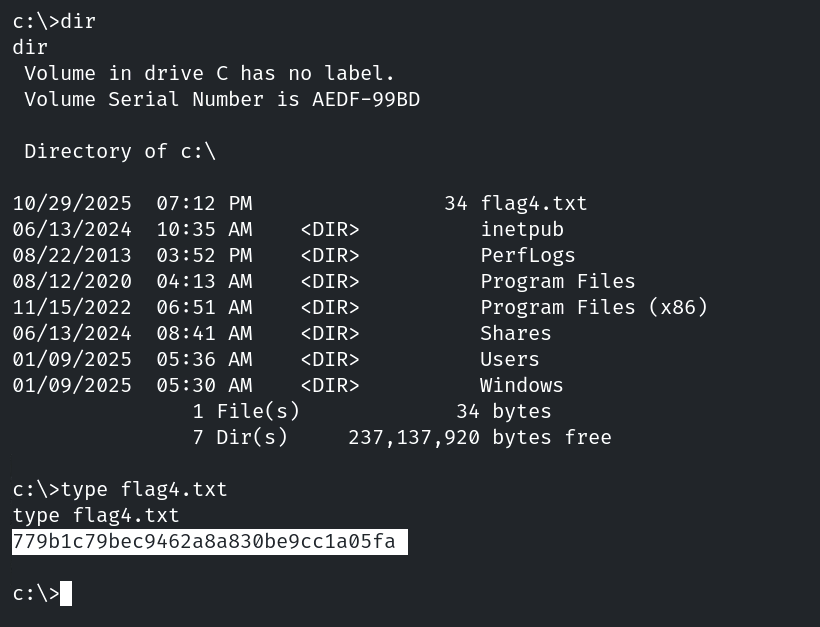 c:\>dir
dir
 Volume in drive C has no label.
 Volume Serial Number is AEDF-99BD

 Directory of c:\

10/29/2025  07:12 PM                34 flag4.txt
06/13/2024  10:35 AM    <DIR>          inetpub
08/22/2013  03:52 PM    <DIR>          PerfLogs
08/12/2020  04:13 AM    <DIR>          Program Files
11/15/2022  06:51 AM    <DIR>          Program Files (x86)
06/13/2024  08:41 AM    <DIR>          Shares
01/09/2025  05:36 AM    <DIR>          Users
01/09/2025  05:30 AM    <DIR>          Windows
               1 File(s)             34 bytes
               7 Dir(s)     237,137,920 bytes free

c:\>type flag4.txt
type flag4.txt
779b1c79bec9462a8a830be9cc1a05fa

c:\>